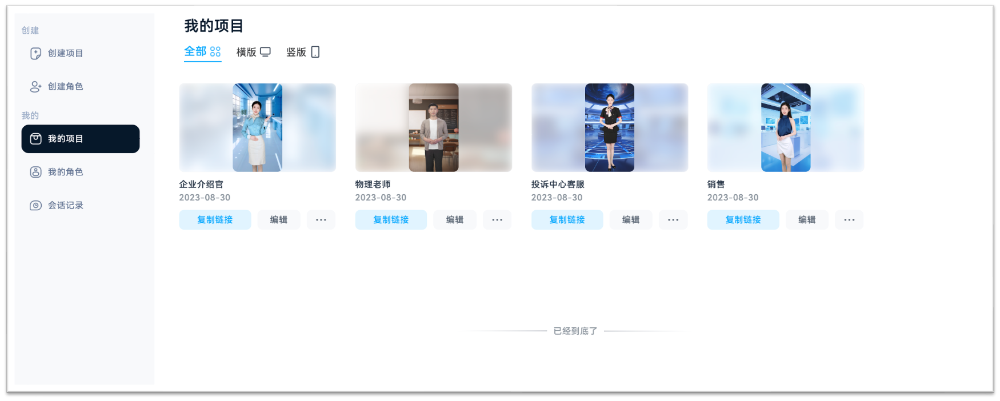 创建
创建项目
创建角色
我的
我的项目
我的角色
会话记录
我的项目
全部 横版 竖版
企业介绍官
2023-08-30
复制链接 编辑 ···
物理老师
2023-08-30
复制链接 编辑 ···
投诉中心客服
2023-08-30
复制链接 编辑 ···
销售
2023-08-30
复制链接 编辑 ···
已经到底了